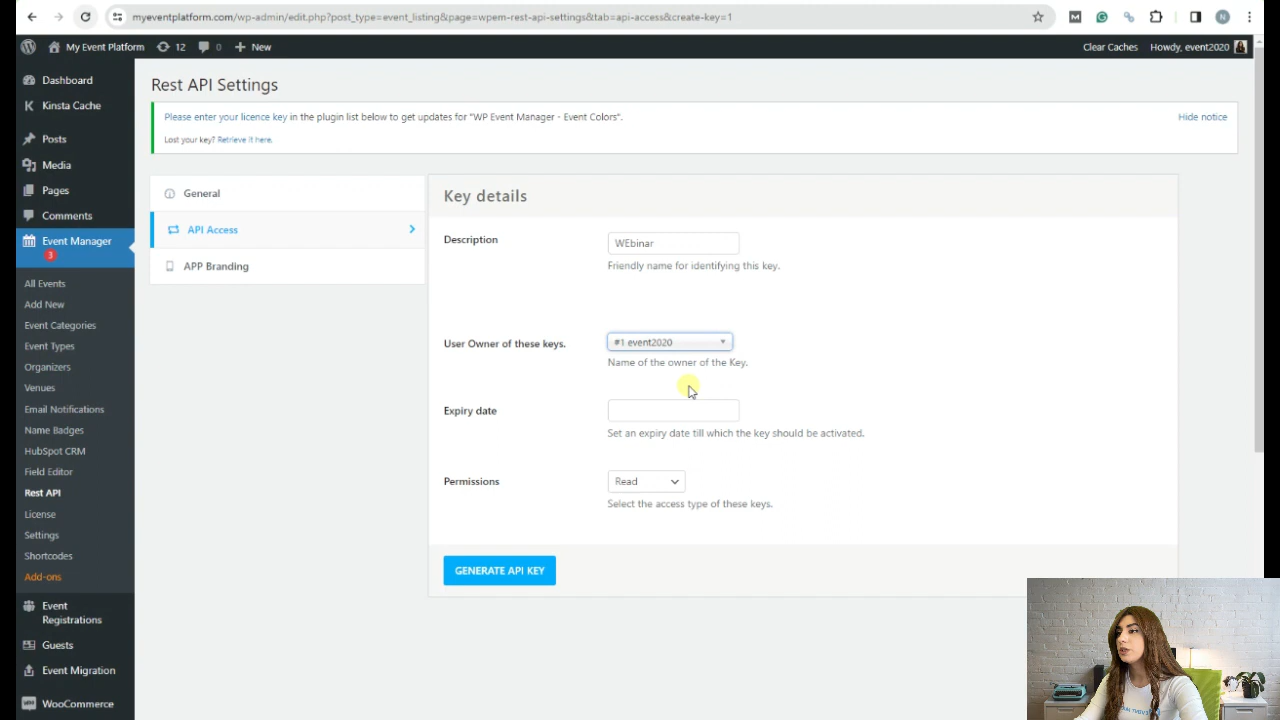 myeventplatform.com/wp-admin/edit.php?post_type=event_listing&page=wpem-rest-api-settings&tab=api-access&create-key=1
M
N
My Event Platform 12 0 New Clear Caches Howdy, event2020
Dashboard
Kinsta Cache
Posts
Media
Pages
Comments
Event Manager
3
All Events
Add New
Event Categories
Event Types
Organizers
Venues
Email Notifications
Name Badges
HubSpot CRM
Field Editor
Rest API
License
Settings
Shortcodes
Add-ons
Event
Registrations
Guests
Event Migration
WooCommerce
Rest API Settings
Please enter your licence key in the plugin list below to get updates for "WP Event Manager - Event Colors". Hide notice
Lost your key? Retrieve it here.
General
API Access
APP Branding
Key details
Description WEbinar
Friendly name for identifying this key.
User Owner of these keys. #1 event2020
Name of the owner of the Key.
Expiry date
Set an expiry date till which the key should be activated.
Permissions Read
Select the access type of these keys.
GENERATE API KEY